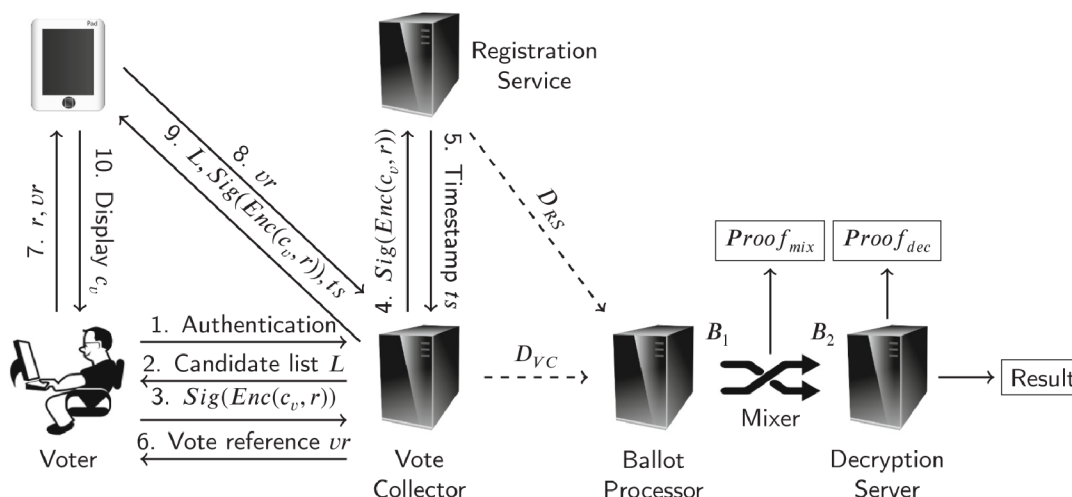 Pad
Registration
Service
7. r, vr
10. Display c_v
8. vr
9. L, Sig(Enc(c_v, r)), ts
4. Sig(Enc(c_v, r))
5. Timestamp ts
D_RS
Proof_mix
Proof_dec
1. Authentication
2. Candidate list L
3. Sig(Enc(c_v, r))
6. Vote reference vr
D_VC
B_1
B_2
Mixer
Result
Voter
Vote
Collector
Ballot
Processor
Decryption
Server